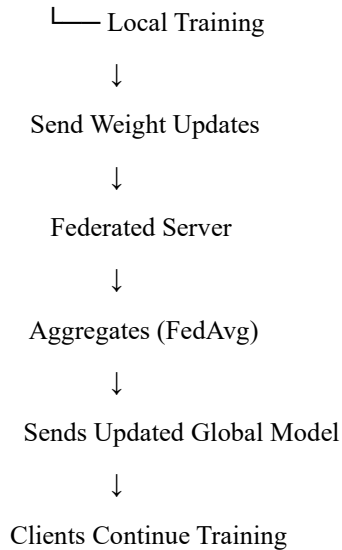 └── Local Training
↓
Send Weight Updates
↓
Federated Server
↓
Aggregates (FedAvg)
↓
Sends Updated Global Model
↓
Clients Continue Training